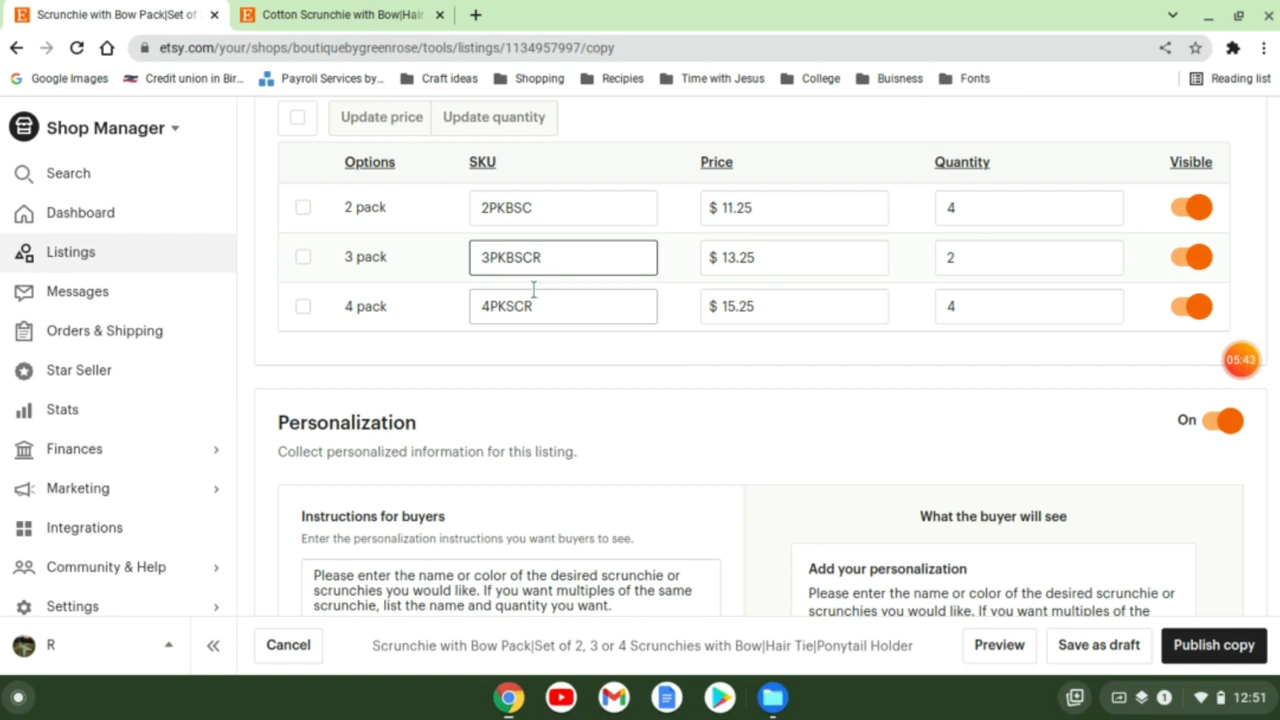 Scrunchie with Bow Pack|Set of
Cotton Scrunchie with Bow|Hair
etsy.com/your/shops/boutiquebygreenrose/tools/listings/1134957997/copy
Google Images
Credit union in Bir...
Payroll Services by...
Craft ideas
Shopping
Recipies
Time with Jesus
College
Buisness
Fonts
Reading list
Shop Manager
Search
Dashboard
Listings
Messages
Orders & Shipping
Star Seller
Stats
Finances
Marketing
Integrations
Community & Help
Settings
R
Update price
Update quantity
Options SKU Price Quantity Visible
2 pack 2PKBSC $ 11.25 4
3 pack 3PKBSCR $ 13.25 2
4 pack 4PKSCR $ 15.25 4
05:43
Personalization
On
Collect personalized information for this listing.
Instructions for buyers
Enter the personalization instructions you want buyers to see.
Please enter the name or color of the desired scrunchie or
scrunchies you would like. If you want multiples of the same
scrunchie, list the name and quantity you want.
What the buyer will see
Add your personalization
Please enter the name or color of the desired scrunchie or
scrunchies you would like. If you want multiples of the
Cancel
Scrunchie with Bow Pack|Set of 2, 3 or 4 Scrunchies with Bow|Hair Tie|Ponytail Holder
Preview
Save as draft
Publish copy
1
12:51